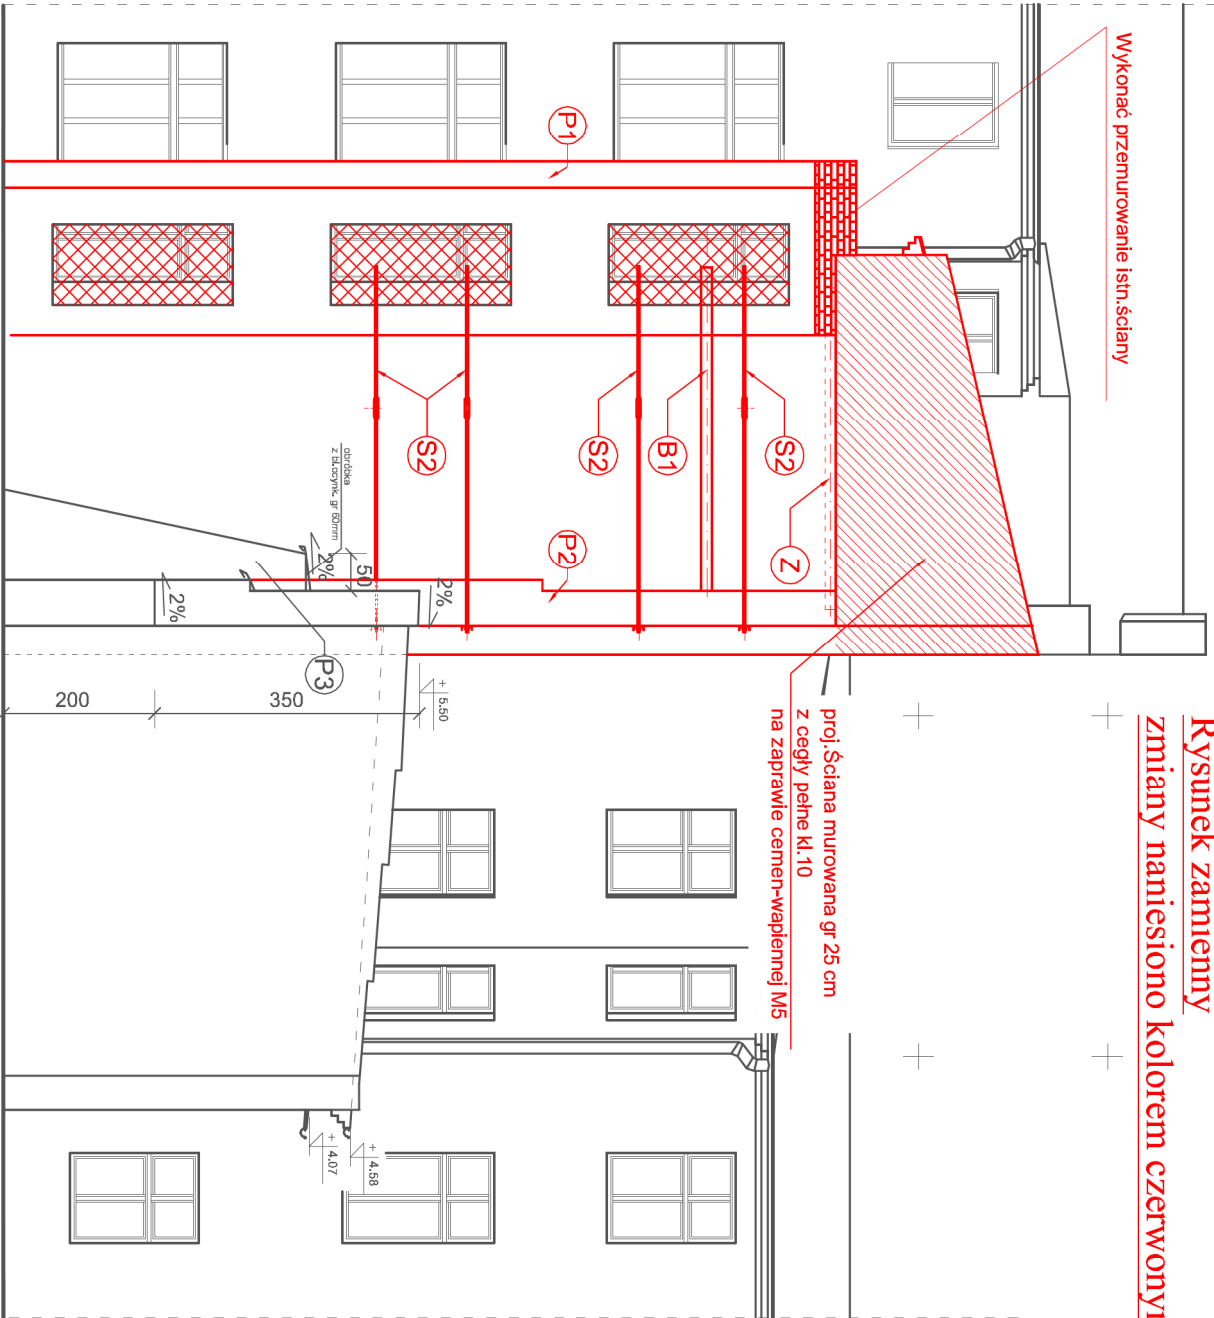 Rysunek zamienny
zmiany naniesiono kolorem
Wykonać przemurowanie istn.ściany
proj.Ściana murowana gr 25 cm
z cegły pełne kl.10
na zaprawie cemen-wapiennej M5
P1
S2
S2
B1
S2
Z
P2
P3
obróbka
z bl.ocynk. gr 60mm
50
2%
2%
2%
200
350
+ 5.50
+ 4.07
+ 4.58